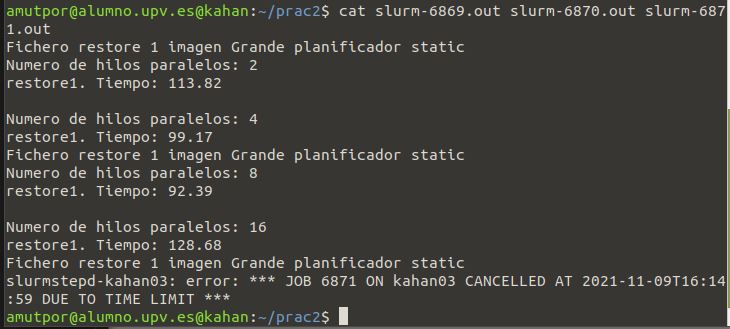 amutpor@alumno.upv.es@kahan:~/prac2$ cat slurm-6869.out slurm-6870.out slurm-687
1.out
Fichero restore 1 imagen Grande planificador static
Numero de hilos paralelos: 2
restore1. Tiempo: 113.82

Numero de hilos paralelos: 4
restore1. Tiempo: 99.17
Fichero restore 1 imagen Grande planificador static
Numero de hilos paralelos: 8
restore1. Tiempo: 92.39

Numero de hilos paralelos: 16
restore1. Tiempo: 128.68
Fichero restore 1 imagen Grande planificador static
slurmstepd-kahan03: error: *** JOB 6871 ON kahan03 CANCELLED AT 2021-11-09T16:14
:59 DUE TO TIME LIMIT ***
amutpor@alumno.upv.es@kahan:~/prac2$